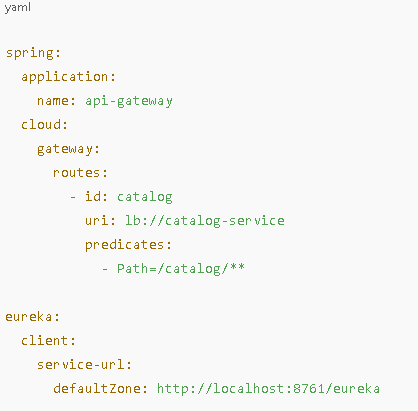 yaml
spring:
  application:
    name: api-gateway
  cloud:
    gateway:
      routes:
        - id: catalog
          uri: lb://catalog-service
          predicates:
            - Path=/catalog/**
eureka:
  client:
    service-url:
      defaultZone: http://localhost:8761/eureka